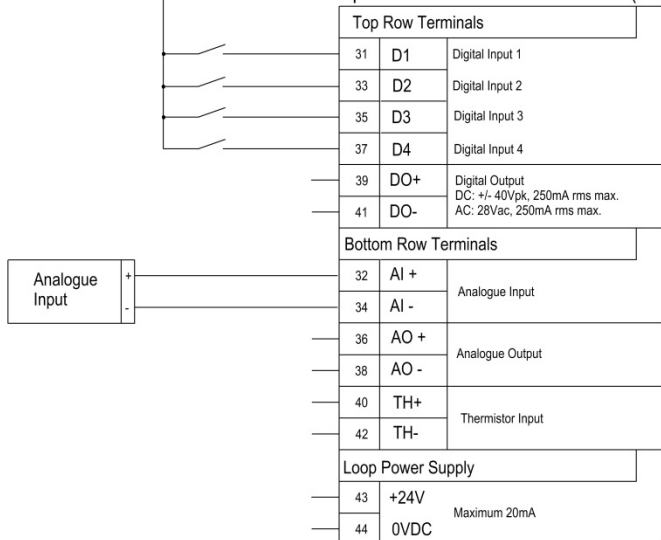 (
Top Row Terminals
31 D1 Digital Input 1
33 D2 Digital Input 2
35 D3 Digital Input 3
37 D4 Digital Input 4
39 DO+ Digital Output
DC: +/- 40Vpk, 250mA rms max.
41 DO- AC: 28Vac, 250mA rms max.
Bottom Row Terminals
Analogue
Input
+
-
32 AI +
Analogue Input
34 AI -
36 AO +
Analogue Output
38 AO -
40 TH+
Thermistor Input
42 TH-
Loop Power Supply
43 +24V
Maximum 20mA
44 0VDC